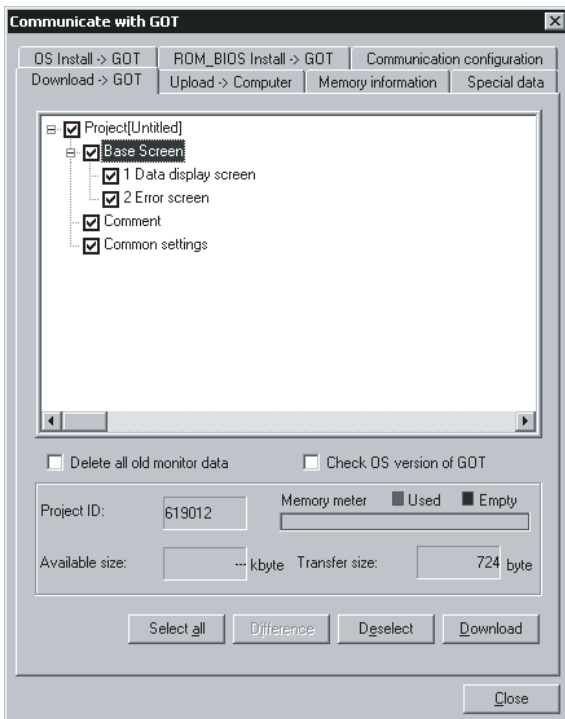 Communicate with GOT
OS Install -> GOT ROM_BIOS Install -> GOT Communication configuration
Download -> GOT Upload -> Computer Memory information Special data
Project[Untitled]
Base Screen
1 Data display screen
2 Error screen
Comment
Common settings
Delete all old monitor data Check OS version of GOT
Project ID: 619012 Memory meter Used Empty
Available size: --- kbyte Transfer size: 724 byte
Select all Difference Deselect Download
Close